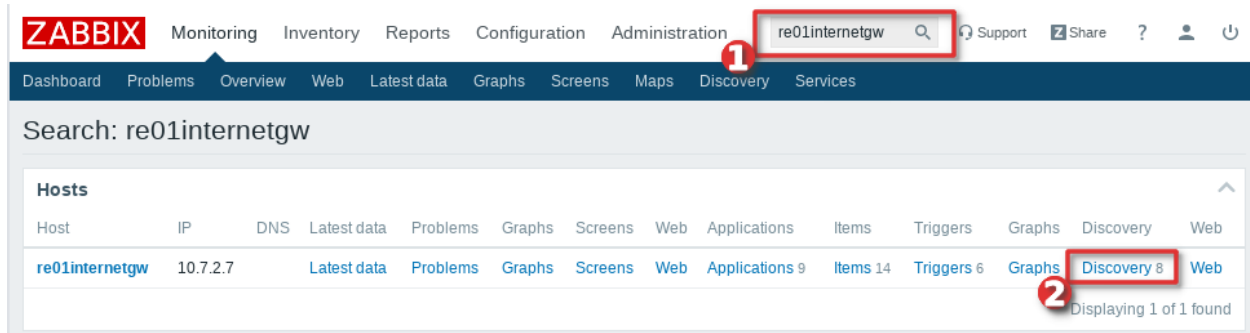 ZABBIX Monitoring Inventory Reports Configuration Administration re01internetgw Support Z Share ?
1
Dashboard Problems Overview Web Latest data Graphs Screens Maps Discovery Services
Search: re01internetgw
Hosts
Host IP DNS Latest data Problems Graphs Screens Web Applications Items Triggers Graphs Discovery Web
re01internetgw 10.7.2.7 Latest data Problems Graphs Screens Web Applications 9 Items 14 Triggers 6 Graphs Discovery 8 Web
2
Displaying 1 of 1 found